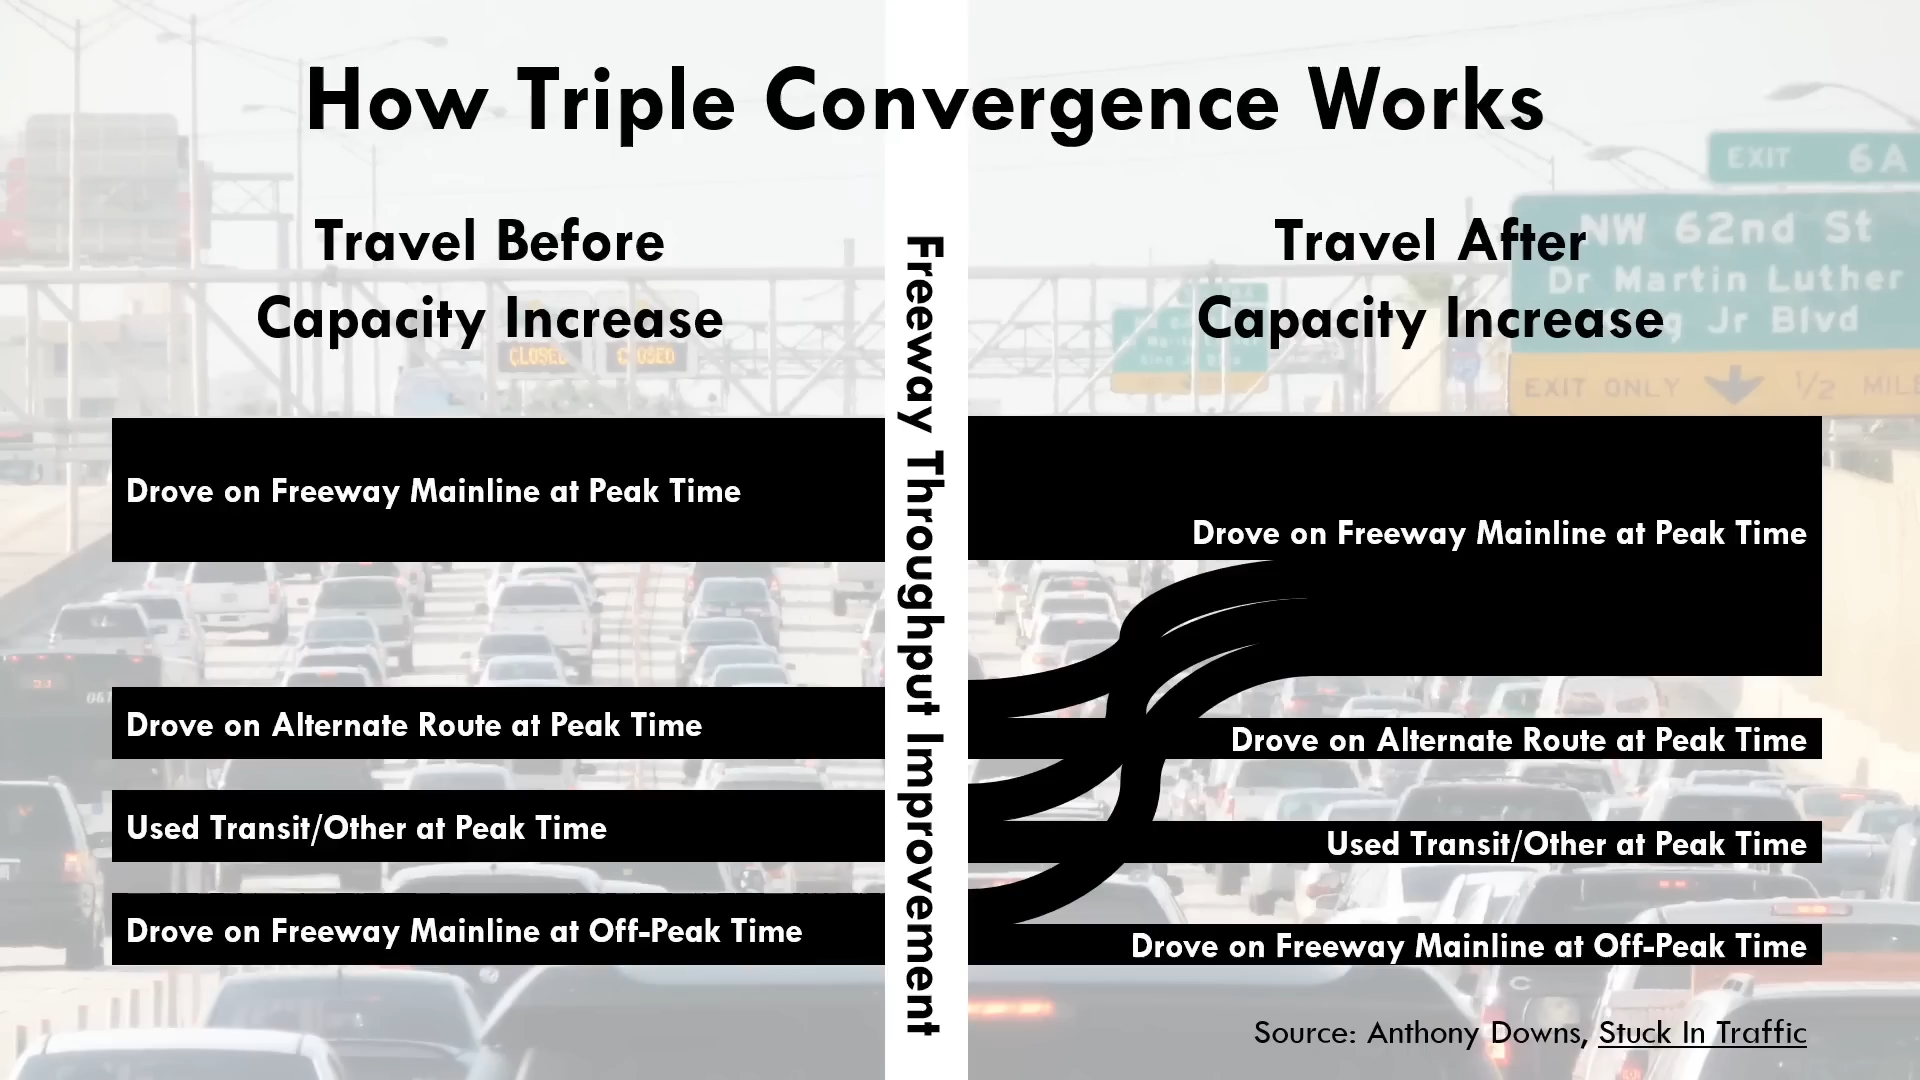 How Triple Convergence Works
Travel Before
Capacity Increase
Travel After
Capacity Increase
Freeway Throughput Improvement
Drove on Freeway Mainline at Peak Time
Drove on Alternate Route at Peak Time
Used Transit/Other at Peak Time
Drove on Freeway Mainline at Off-Peak Time
Drove on Freeway Mainline at Peak Time
Drove on Alternate Route at Peak Time
Used Transit/Other at Peak Time
Drove on Freeway Mainline at Off-Peak Time
Source: Anthony Downs, Stuck In Traffic
EXIT 6A
NW 62nd St
Dr Martin Luther
Jr Blvd
EXIT ONLY 1/2 MILE
CLOSED CLOSED